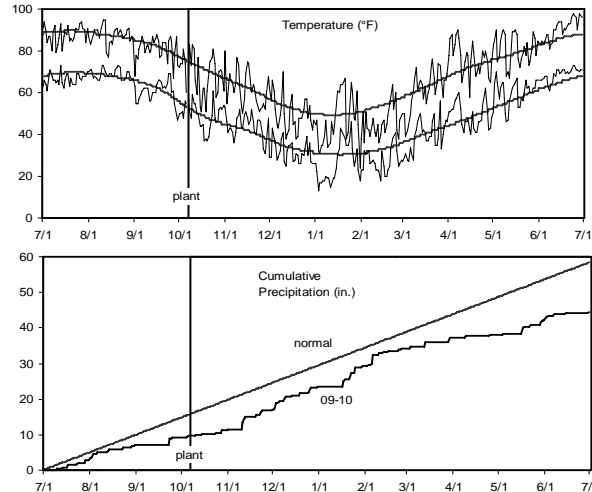 100
Temperature (°F)
80
60
40
20
plant
0
7/1 8/1 9/1 10/1 11/1 12/1 1/1 2/1 3/1 4/1 5/1 6/1 7/1
60
Cumulative
Precipitation (in.)
50
40
normal
30
20
09-10
10
plant
0
7/1 8/1 9/1 10/1 11/1 12/1 1/1 2/1 3/1 4/1 5/1 6/1 7/